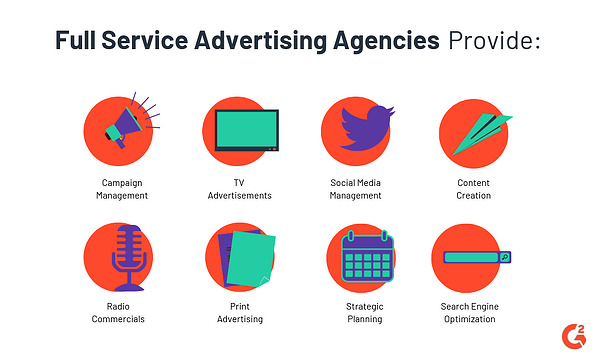 Full Service Advertising Agencies Provide:
Campaign
Management
TV
Advertisements
Social Media
Management
Content
Creation
Radio
Commercials
Print
Advertising
Strategic
Planning
Search Engine
Optimization
G2